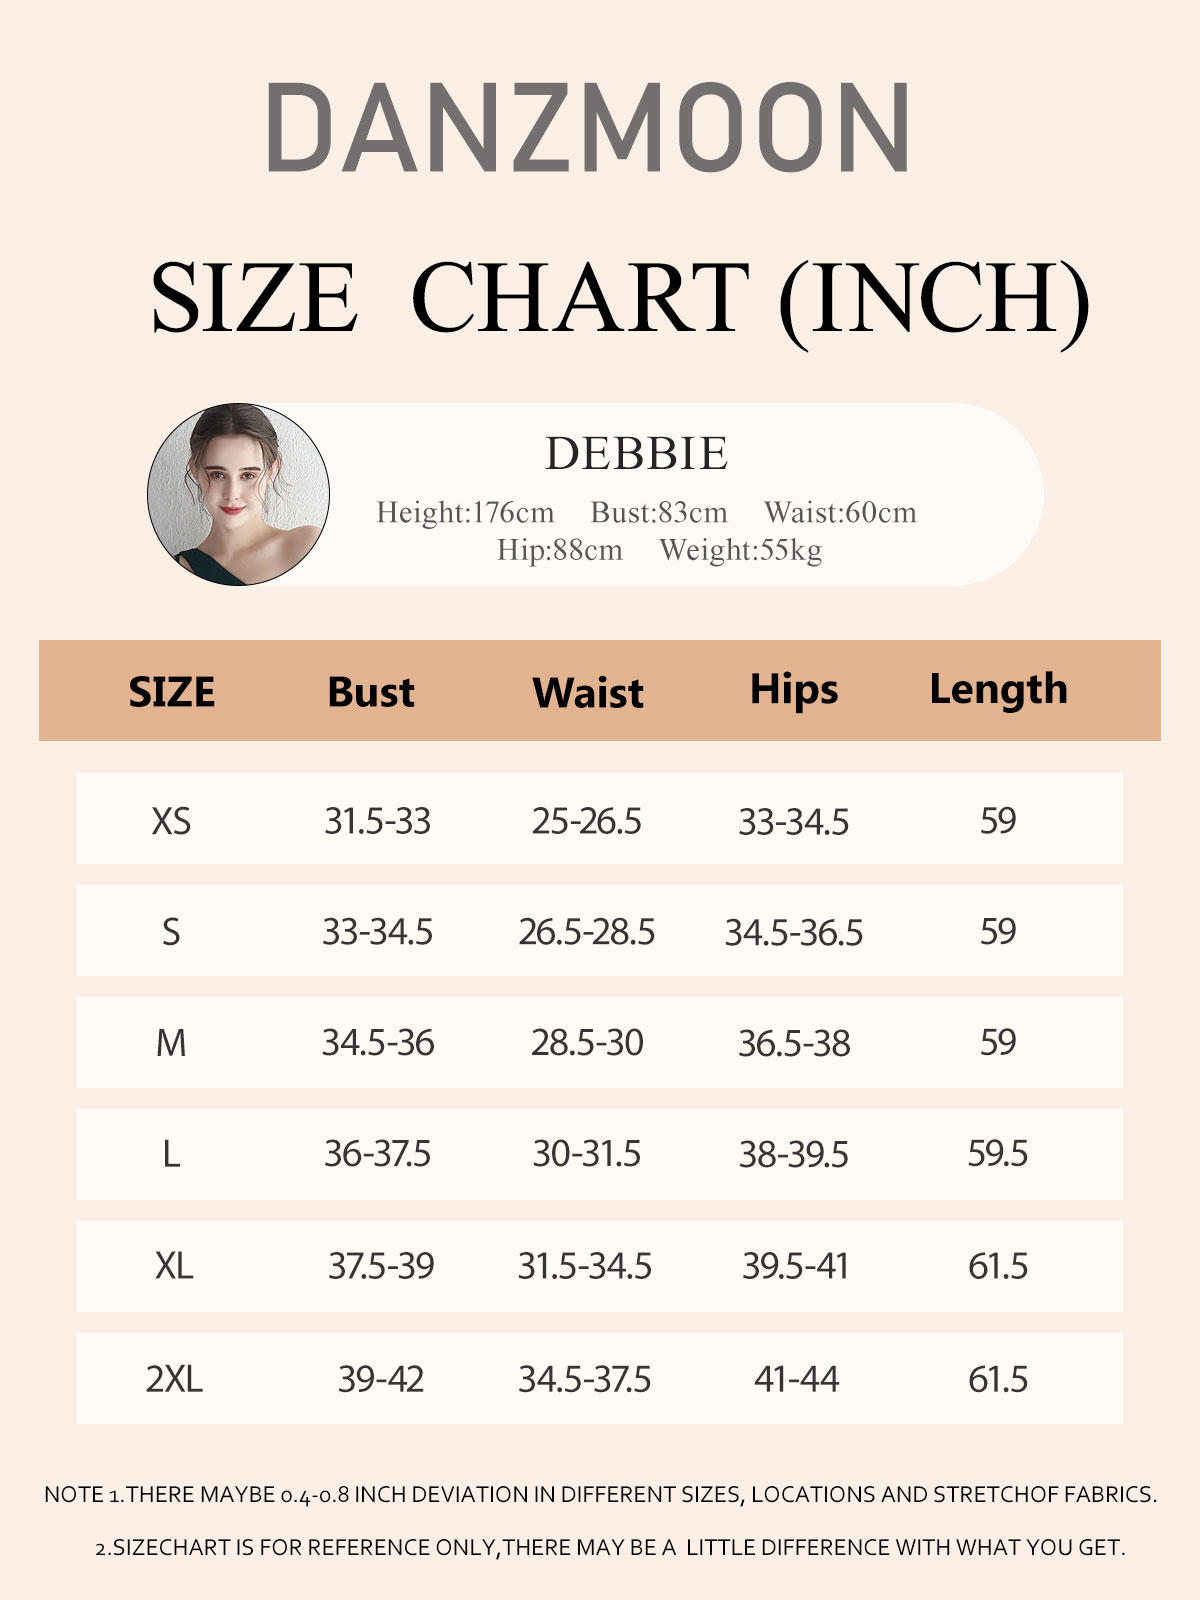 DANZMOON
SIZE CHART (INCH)
DEBBIE
Height:176cm Bust:83cm Waist:60cm
Hip:88cm Weight:55kg
SIZE Bust Waist Hips Length
XS 31.5-33 25-26.5 33-34.5 59
S 33-34.5 26.5-28.5 34.5-36.5 59
M 34.5-36 28.5-30 36.5-38 59
L 36-37.5 30-31.5 38-39.5 59.5
XL 37.5-39 31.5-34.5 39.5-41 61.5
2XL 39-42 34.5-37.5 41-44 61.5
NOTE 1.THERE MAYBE 0.4-0.8 INCH DEVIATION IN DIFFERENT SIZES, LOCATIONS AND STRETCHOF FABRICS.
2.SIZECHART IS FOR REFERENCE ONLY,THERE MAY BE A LITTLE DIFFERENCE WITH WHAT YOU GET.